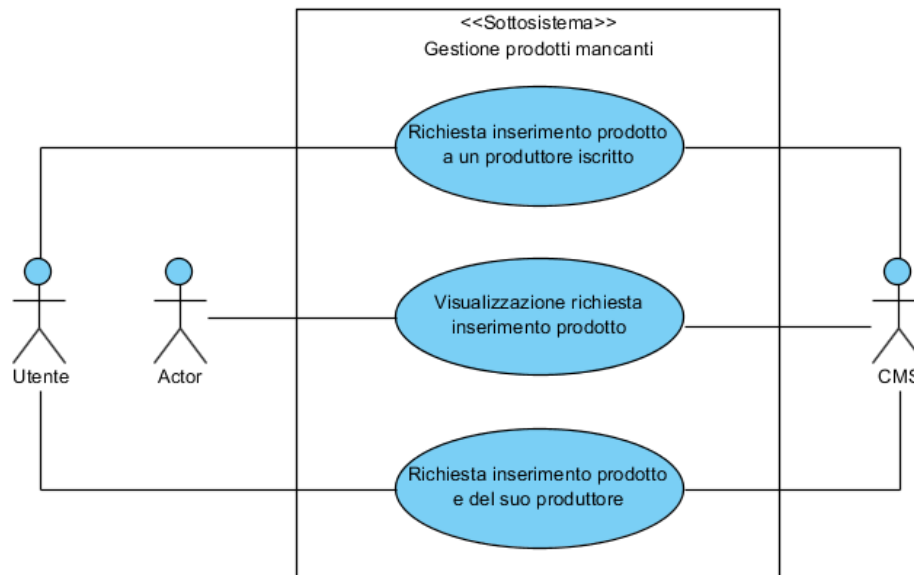 <<Sottosistema>>
Gestione prodotti mancanti
Richiesta inserimento prodotto
a un produttore iscritto
Visualizzazione richiesta
inserimento prodotto
Utente
Actor
CMS
Richiesta inserimento prodotto
e del suo produttore